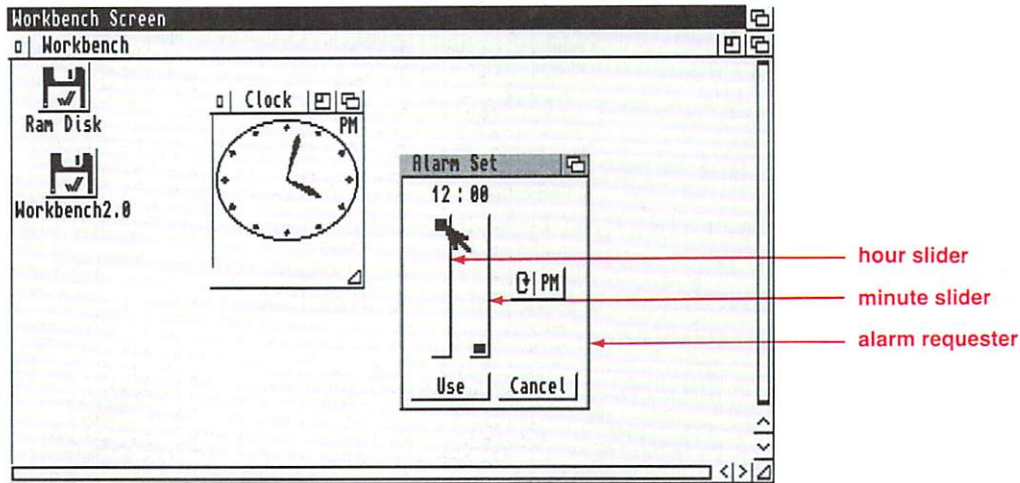 Workbench Screen
Workbench
Ram Disk
Workbench2.0
Clock
PM
Alarm Set
12:00
PM
Use
Cancel
hour slider
minute slider
alarm requester